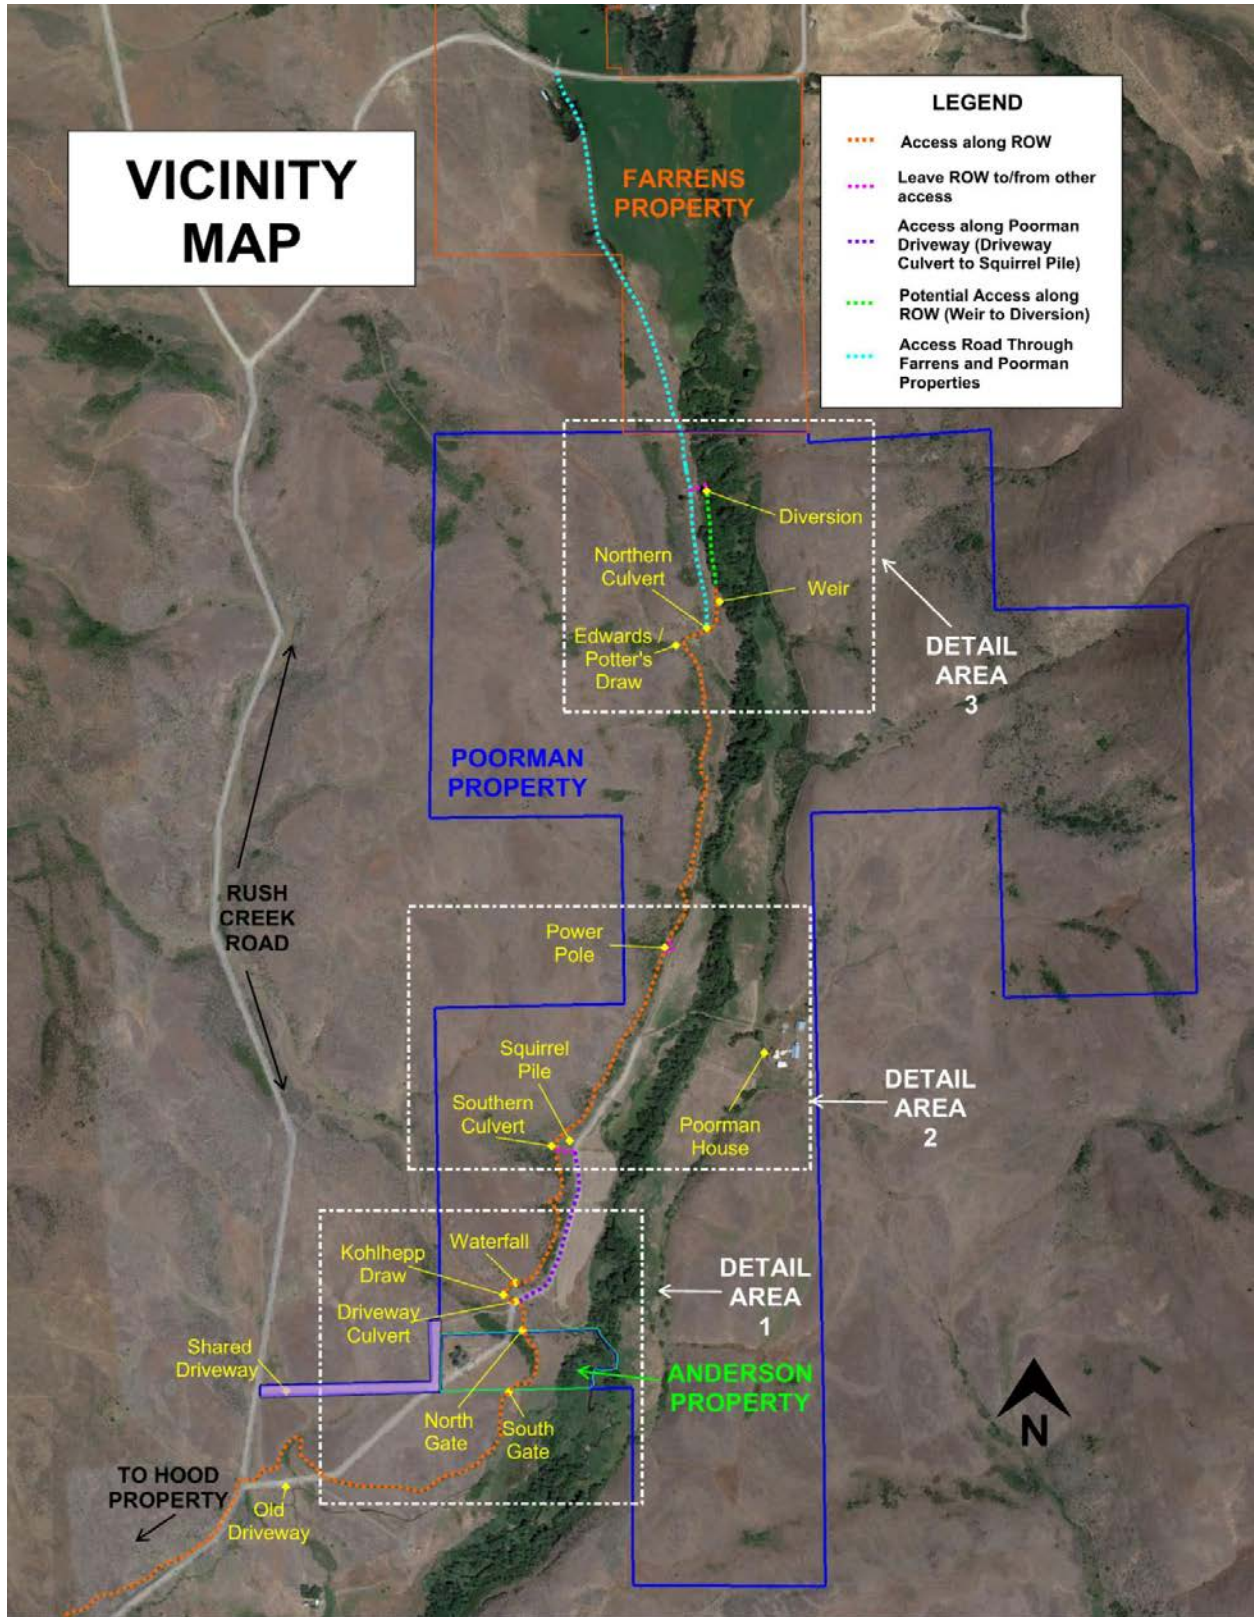 VICINITY
MAP
LEGEND
Access along ROW
Leave ROW to/from other
access
Access along Poorman
Driveway (Driveway
Culvert to Squirrel Pile)
Potential Access along
ROW (Weir to Diversion)
Access Road Through
Farrens and Poorman
Properties
FARRENS
PROPERTY
Diversion
Northern
Culvert
Weir
Edwards /
Potter's
Draw
DETAIL
AREA
3
POORMAN
PROPERTY
RUSH
CREEK
ROAD
Power
Pole
Squirrel
Pile
Southern
Culvert
Poorman
House
DETAIL
AREA
2
Waterfall
Kohlhepp
Draw
Driveway
Culvert
DETAIL
AREA
1
Shared
Driveway
ANDERSON
PROPERTY
North
Gate
South
Gate
N
TO HOOD
PROPERTY
Old
Driveway